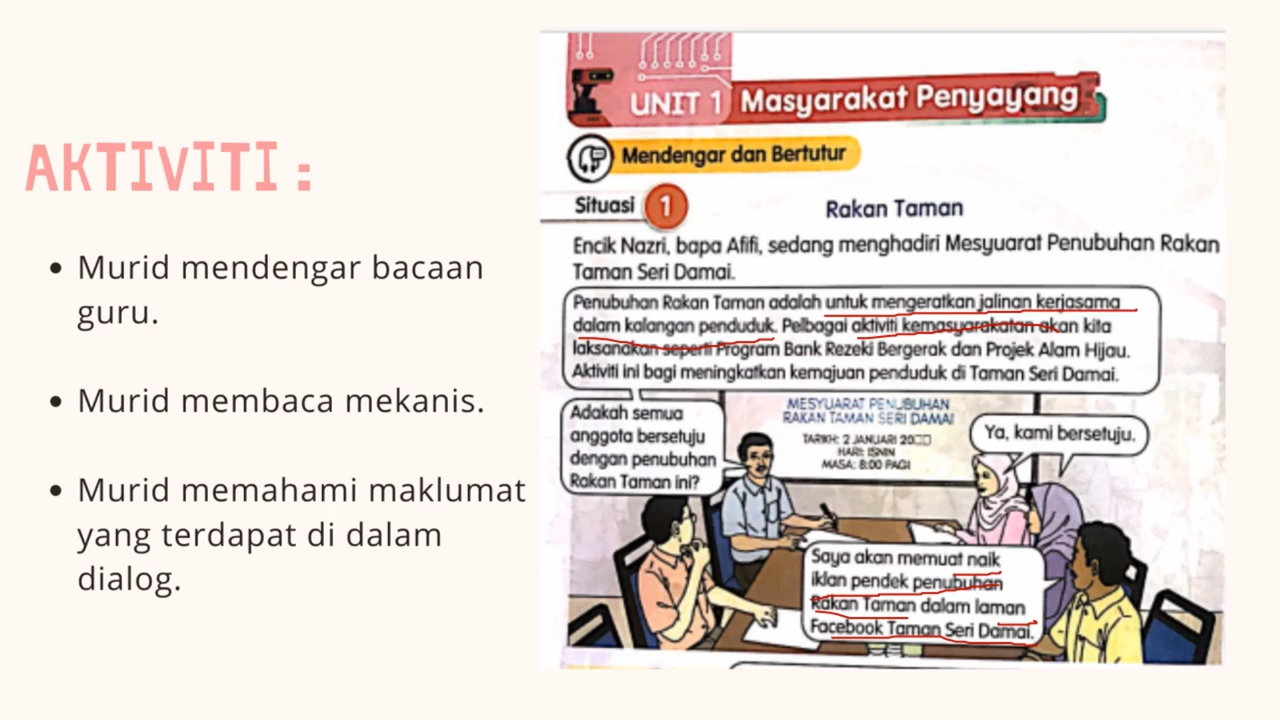 AKTIVITI :
Murid mendengar bacaan
guru.
Murid membaca mekanis.
Murid memahami maklumat
yang terdapat di dalam
dialog.
UNIT 1 Masyarakat Penyayang
Mendengar dan Bertutur
Situasi 1
Rakan Taman
Encik Nazri, bapa Afifi, sedang menghadiri Mesyuarat Penubuhan Rakan
Taman Seri Damai.
Penubuhan Rakan Taman adalah untuk mengeratkan jalinan kerjasama
dalam kalangan penduduk. Pelbagai aktiviti kemasyarakatan akan kita
laksanakan seperti Program Bank Rezeki Bergerak dan Projek Alam Hijau.
Aktiviti ini bagi meningkatkan kemajuan penduduk di Taman Seri Damai.
Adakah semua
anggota bersetuju
dengan penubuhan
Rakan Taman ini?
MESYUARAT PENUBUHAN
RAKAN TAMAN SERI DAMAI
TARIKH: 2 JANUARI 20□□
HARI: ISNIN
MASA: 8:00 PAGI
Ya, kami bersetuju.
Saya akan memuat naik
iklan pendek penubuhan
Rakan Taman dalam laman
Facebook Taman Seri Damai.